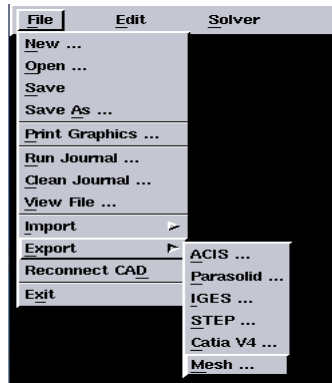 File Edit Solver
New ...
Open ...
Save
Save As ...
Print Graphics ...
Run Journal ...
Clean Journal ...
View File ...
Import
Export
Reconnect CAD
Exit
ACIS ...
Parasolid ...
IGES ...
STEP ...
Catia V4 ...
Mesh ...